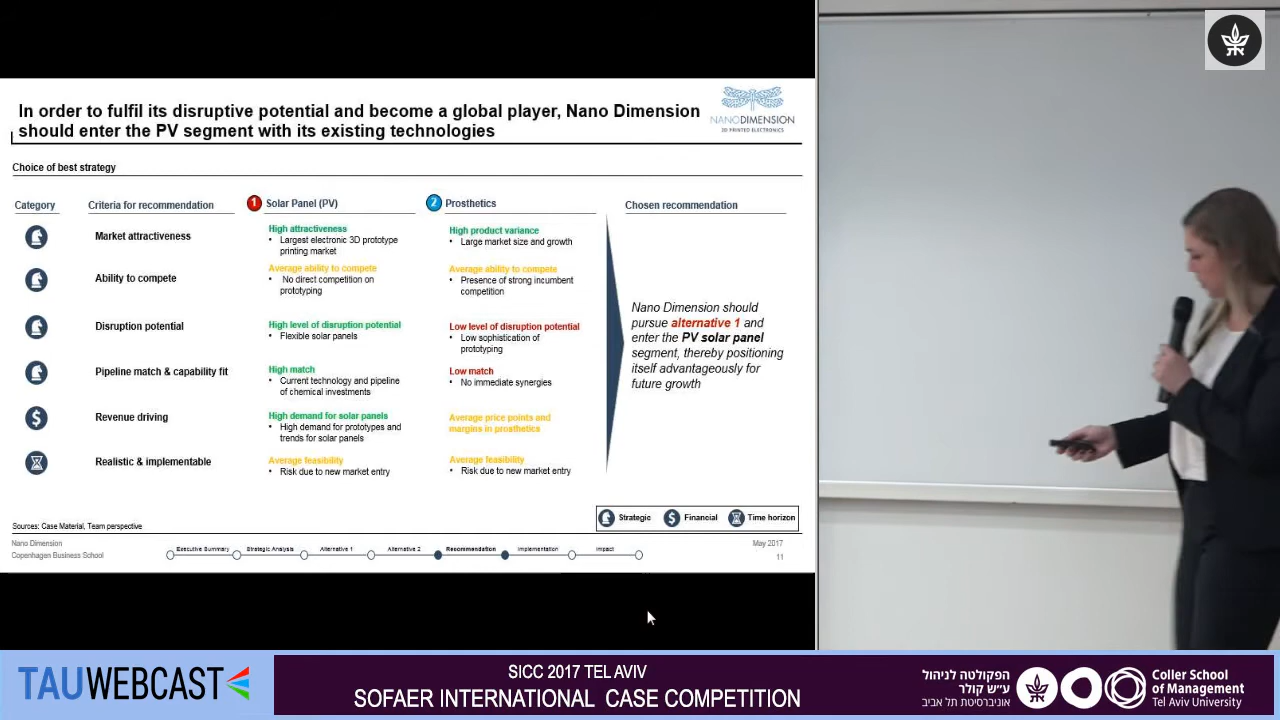 In order to fulfil its disruptive potential and become a global player, Nano Dimension
should enter the PV segment with its existing technologies
NANODIMENSION
3D PRINTED ELECTRONICS
Choice of best strategy
Category
Criteria for recommendation
1 Solar Panel (PV)
2 Prosthetics
Chosen recommendation
Market attractiveness
High attractiveness
• Largest electronic 3D prototype
printing market
High product variance
• Large market size and growth
Ability to compete
Average ability to compete
• No direct competition on
prototyping
Average ability to compete
• Presence of strong incumbent
competition
Disruption potential
High level of disruption potential
• Flexible solar panels
Low level of disruption potential
• Low sophistication of
prototyping
Pipeline match & capability fit
High match
• Current technology and pipeline
of chemical investments
Low match
• No immediate synergies
$
Revenue driving
High demand for solar panels
• High demand for prototypes and
trends for solar panels
Average price points and
margins in prosthetics
Realistic & implementable
Average feasibility
• Risk due to new market entry
Average feasibility
• Risk due to new market entry
Nano Dimension should
pursue alternative 1 and
enter the PV solar panel
segment, thereby positioning
itself advantageously for
future growth
Strategic $ Financial Time horizon
Sources: Case Material, Team perspective
Nano Dimension
Copenhagen Business School
Executive Summary Strategic Analysis Alternative 1 Alternative 2 Recommendation Implementation Impact
May 2017
11
TAUWEBCAST
SICC 2017 TEL AVIV
SOFAER INTERNATIONAL CASE COMPETITION
הפקולטה לניהול
ע״ש קולר
אוניברסיטת תל אביב
Coller School
of Management
Tel Aviv University